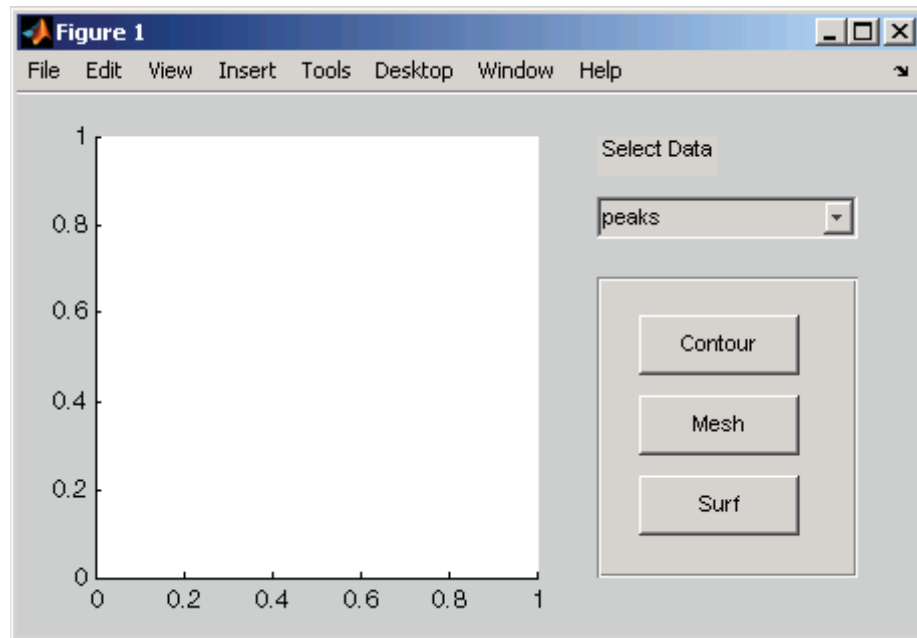 Figure 1
File Edit View Insert Tools Desktop Window Help
1
0.8
0.6
0.4
0.2
0
0 0.2 0.4 0.6 0.8 1
Select Data
peaks
Contour
Mesh
Surf